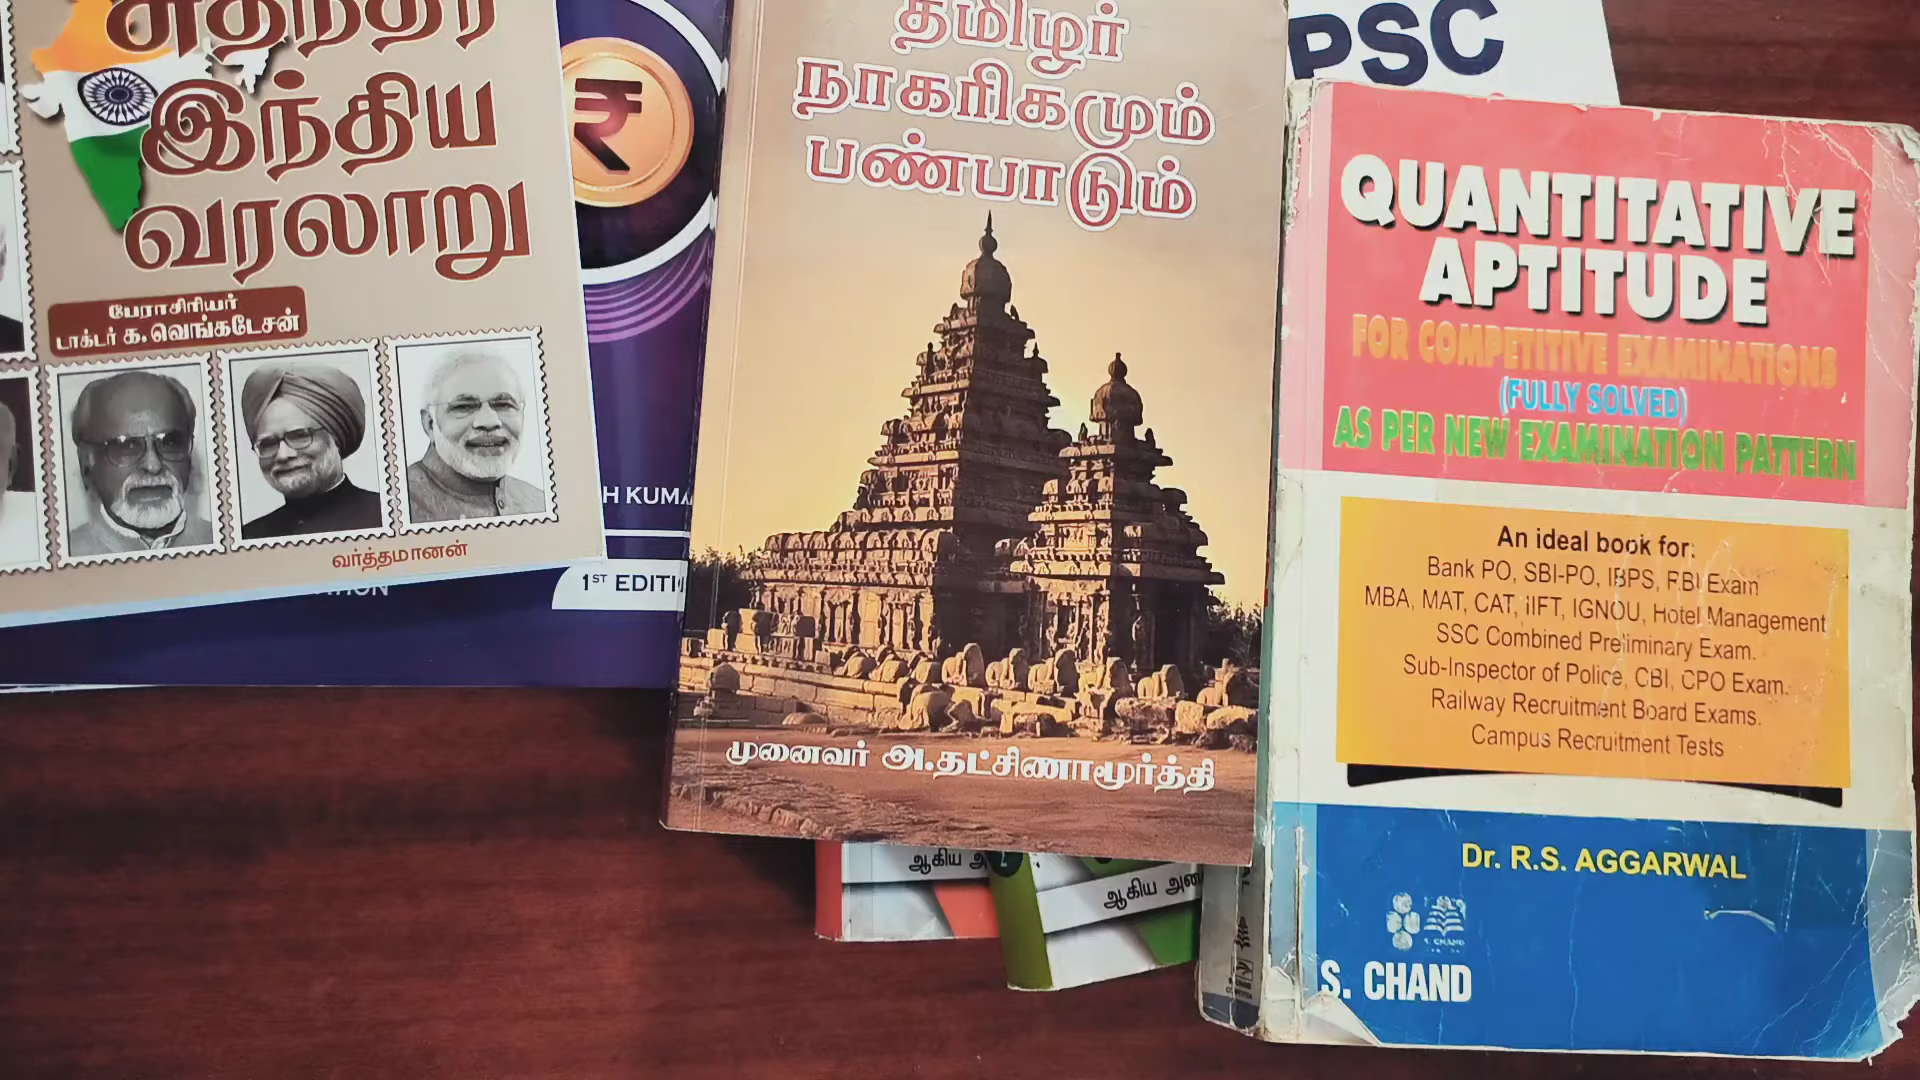 சுதந்திர
இந்திய
வரலாறு
பேராசிரியர்
டாக்டர் க.வெங்கடேசன்
வர்த்தமானன்
₹
H KUMA
1ST EDITI
தமிழர்
நாகரிகமும்
பண்பாடும்
முனைவர் அ.தட்சிணாமூர்த்தி
ஆகிய அ
ஆகிய அனை
PSC
QUANTITATIVE
APTITUDE
FOR COMPETITIVE EXAMINATIONS
(FULLY SOLVED)
AS PER NEW EXAMINATION PATTERN
An ideal book for:
Bank PO, SBI-PO, IBPS, RBI Exam
MBA, MAT, CAT, IIFT, IGNOU, Hotel Management
SSC Combined Preliminary Exam.
Sub-Inspector of Police, CBI, CPO Exam.
Railway Recruitment Board Exams.
Campus Recruitment Tests
Dr. R.S. AGGARWAL
S. CHAND
S. CHAND